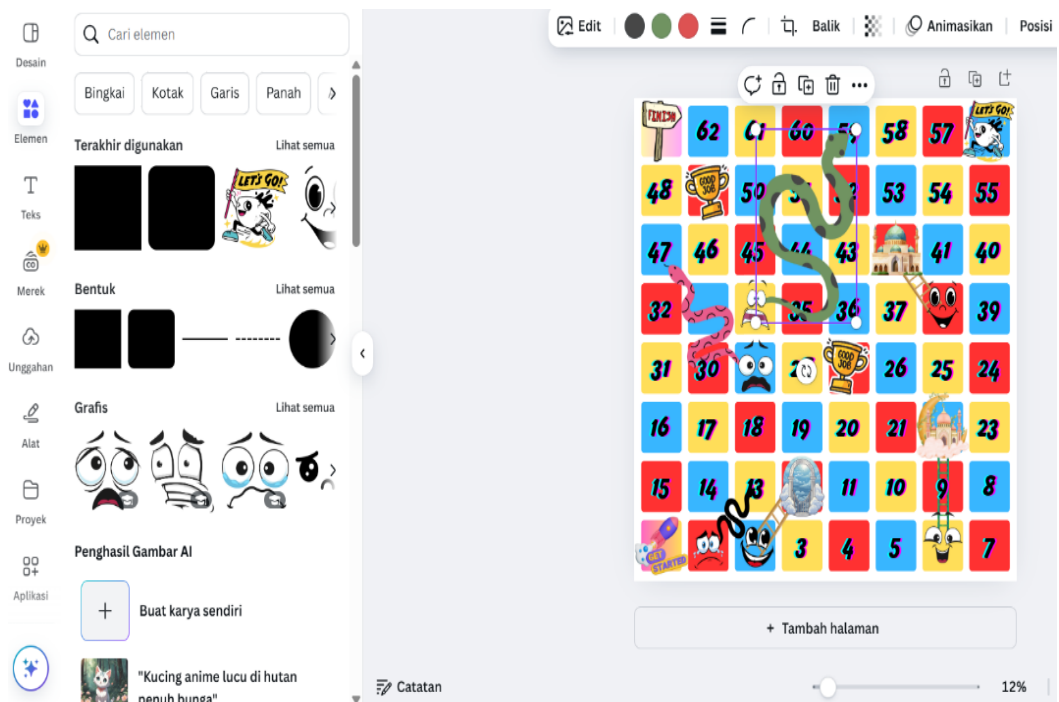 Edit
Balik
Animasikan
Posisi
Desain
Elemen
Teks
Merek
Unggahan
Alat
Proyek
Aplikasi
Cari elemen
Bingkai
Kotak
Garis
Panah
Terakhir digunakan
Lihat semua
LET'S GO!
Bentuk
Lihat semua
Grafis
Lihat semua
Penghasil Gambar AI
+ Buat karya sendiri
"Kucing anime lucu di hutan
penuh bunga"
FINISH 62 61 60 59 58 57 LET'S GO!
48 GOOD JOB 50 53 54 55
47 46 45 44 43 41 40
32 35 36 37 39
31 30 GOOD JOB 26 25 24
16 17 18 19 20 21 23
15 14 13 11 10 9 8
GET STARTED 3 4 5 7
+ Tambah halaman
Catatan
12%